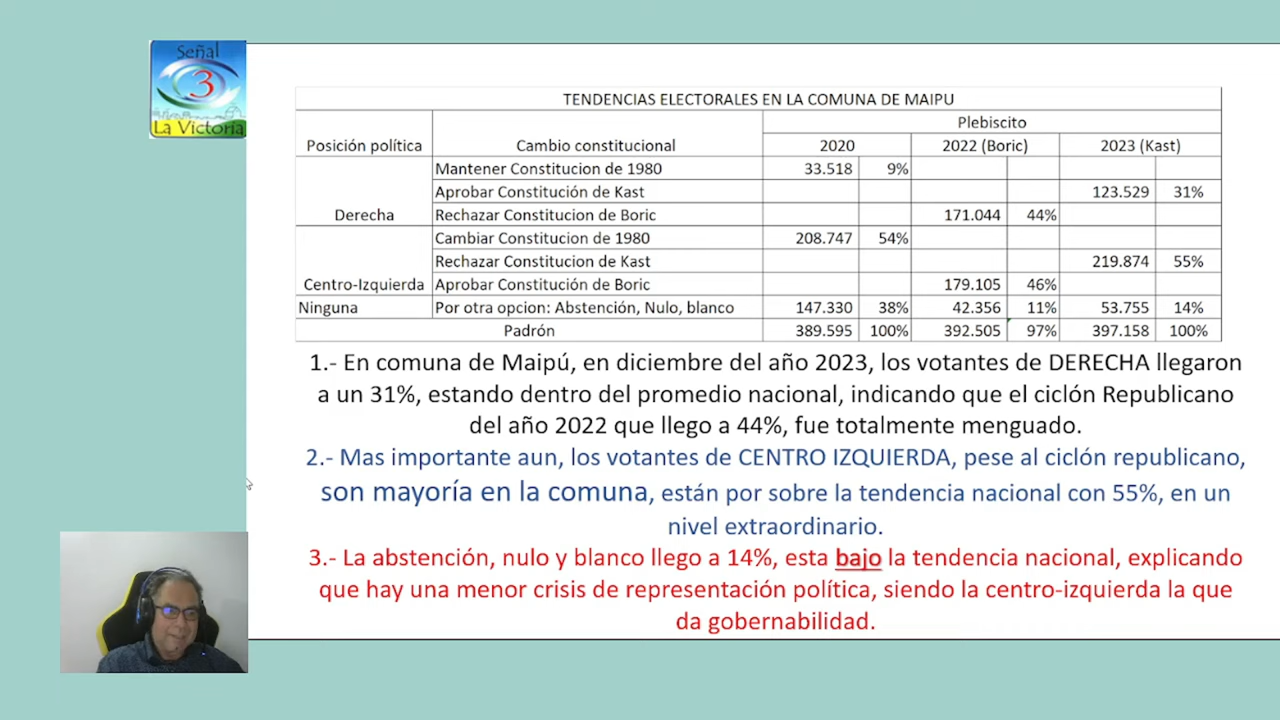 Señal
3
La Victoria
TENDENCIAS ELECTORALES EN LA COMUNA DE MAIPU
Plebiscito
Posición política Cambio constitucional 2020 2022 (Boric) 2023 (Kast)
Mantener Constitucion de 1980 33.518 9%
Aprobar Constitución de Kast 123.529 31%
Derecha Rechazar Constitucion de Boric 171.044 44%
Cambiar Constitucion de 1980 208.747 54%
Rechazar Constitucion de Kast 219.874 55%
Centro-Izquierda Aprobar Constitución de Boric 179.105 46%
Ninguna Por otra opcion: Abstención, Nulo, blanco 147.330 38% 42.356 11% 53.755 14%
Padrón 389.595 100% 392.505 97% 397.158 100%
1.- En comuna de Maipú, en diciembre del año 2023, los votantes de DERECHA llegaron
a un 31%, estando dentro del promedio nacional, indicando que el ciclón Republicano
del año 2022 que llego a 44%, fue totalmente menguado.
2.- Mas importante aun, los votantes de CENTRO IZQUIERDA, pese al ciclón republicano,
son mayoría en la comuna, están por sobre la tendencia nacional con 55%, en un
nivel extraordinario.
3.- La abstención, nulo y blanco llego a 14%, esta bajo la tendencia nacional, explicando
que hay una menor crisis de representación política, siendo la centro-izquierda la que
da gobernabilidad.